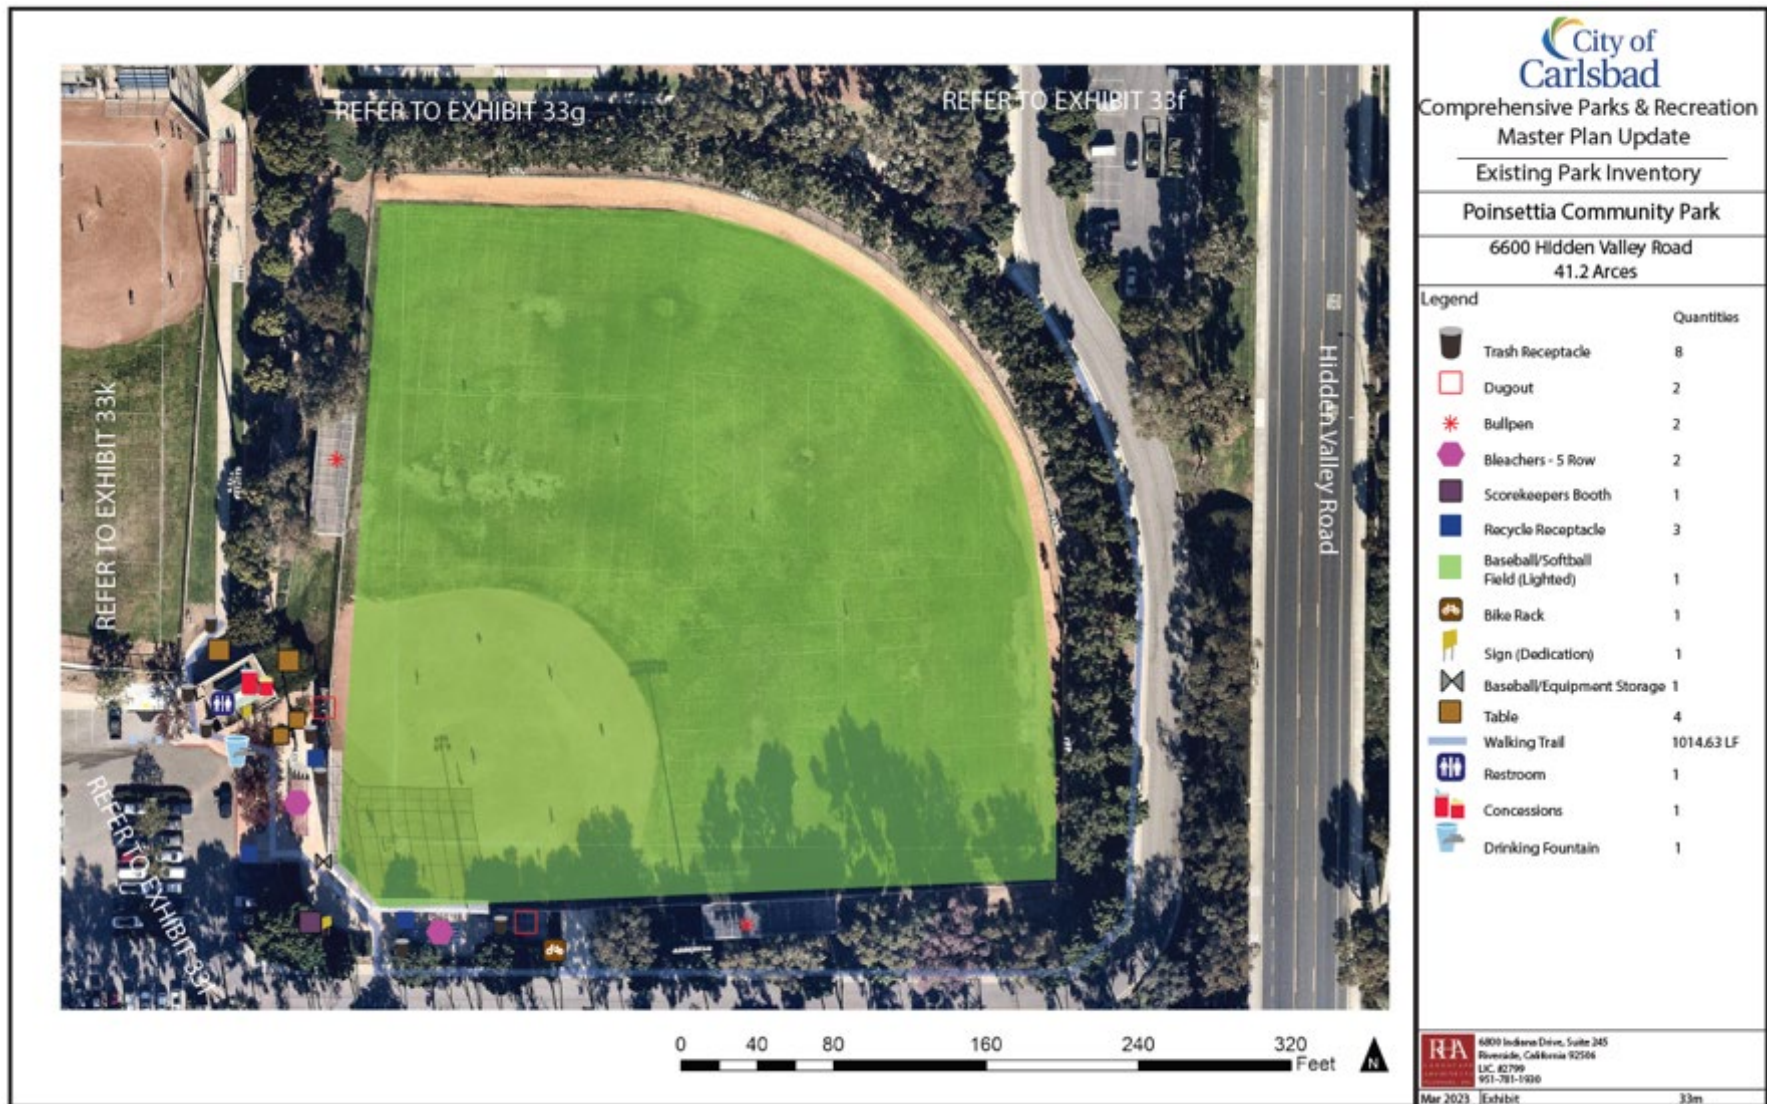 REFER TO EXHIBIT 33g
REFER TO EXHIBIT 33f
REFER TO EXHIBIT 33k
Hidden Valley Road
REFER TO EXHIBIT 33f
0 40 80 160 240 320
Feet
N
City of
Carlsbad
Comprehensive Parks & Recreation
Master Plan Update
Existing Park Inventory
Poinsettia Community Park
6600 Hidden Valley Road
41.2 Arces
Legend
Quantities
Trash Receptacle 8
Dugout 2
Bullpen 2
Bleachers - 5 Row 2
Scorekeepers Booth 1
Recycle Receptacle 3
Baseball/Softball
Field (Lighted) 1
Bike Rack 1
Sign (Dedication) 1
Baseball/Equipment Storage 1
Table 4
Walking Trail 1014.63 LF
Restroom 1
Concessions 1
Drinking Fountain 1
RHA
6800 Indiana Drive, Suite 245
Riverside, California 92506
LIC. #2799
951-781-1930
Mar 2023 Exhibit 33m